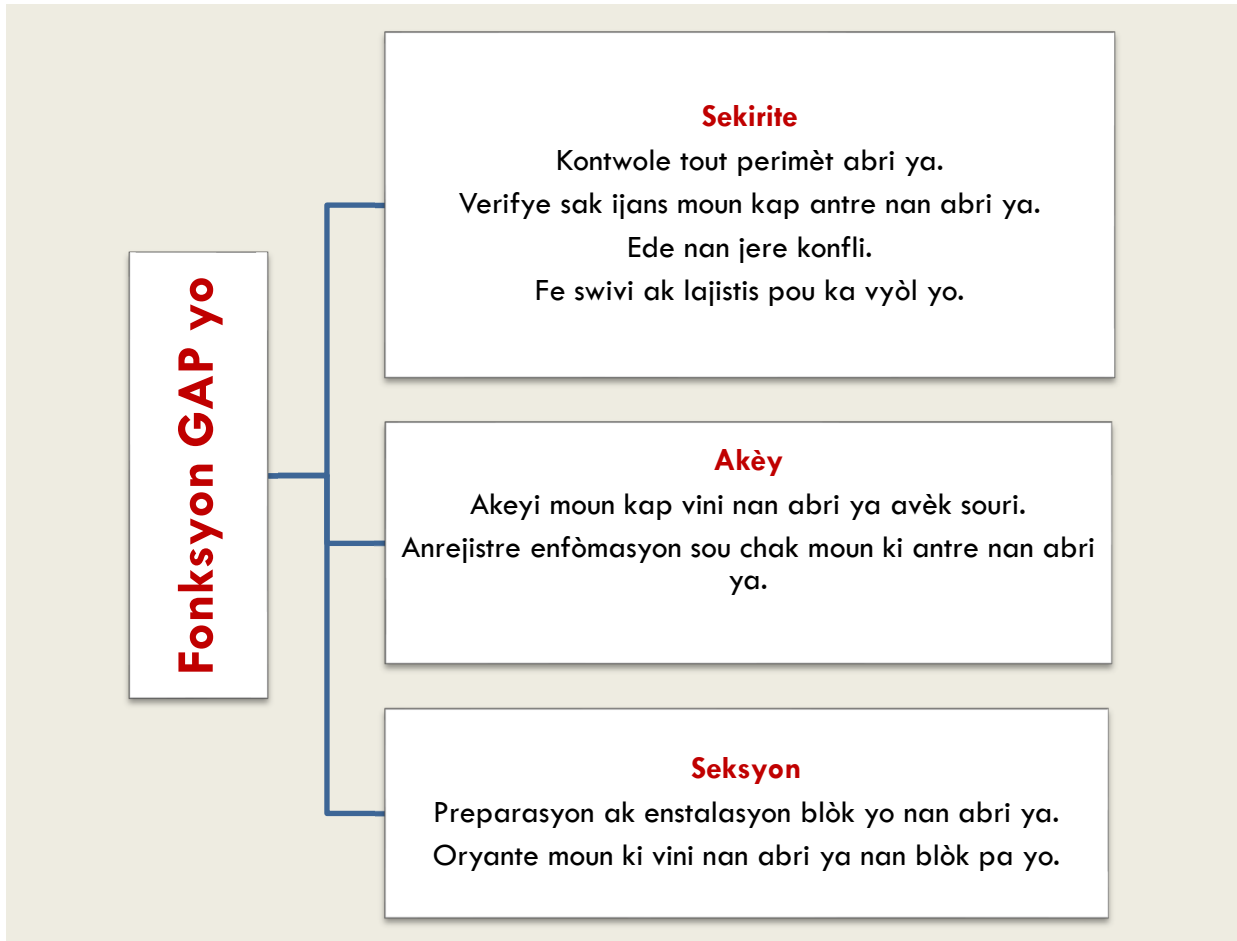 Fonksyon GAP yo
Sekirite
Kontwole tout perimèt abri ya.
Verifye sak ijans moun kap antre nan abri ya.
Ede nan jere konfli.
Fe swivi ak lajistis pou ka vyòl yo.
Akèy
Akeyi moun kap vini nan abri ya avèk souri.
Anrejistre enfòmasyon sou chak moun ki antre nan abri
ya.
Seksyon
Preparasyon ak enstalasyon blòk yo nan abri ya.
Oryante moun ki vini nan abri ya nan blòk pa yo.